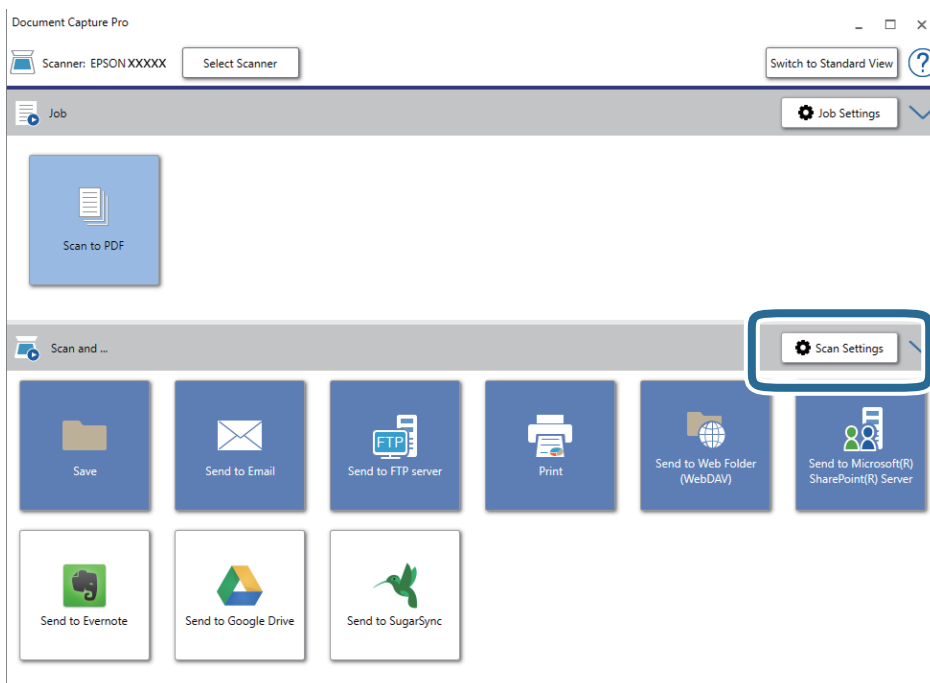 Document Capture Pro
Scanner: EPSON XXXXX
Select Scanner
Switch to Standard View
?
Job
Job Settings
Scan to PDF
Scan and ...
Scan Settings
Save
Send to Email
FTP
Send to FTP server
Print
Send to Web Folder
(WebDAV)
Send to Microsoft(R)
SharePoint(R) Server
Send to Evernote
Send to Google Drive
Send to SugarSync